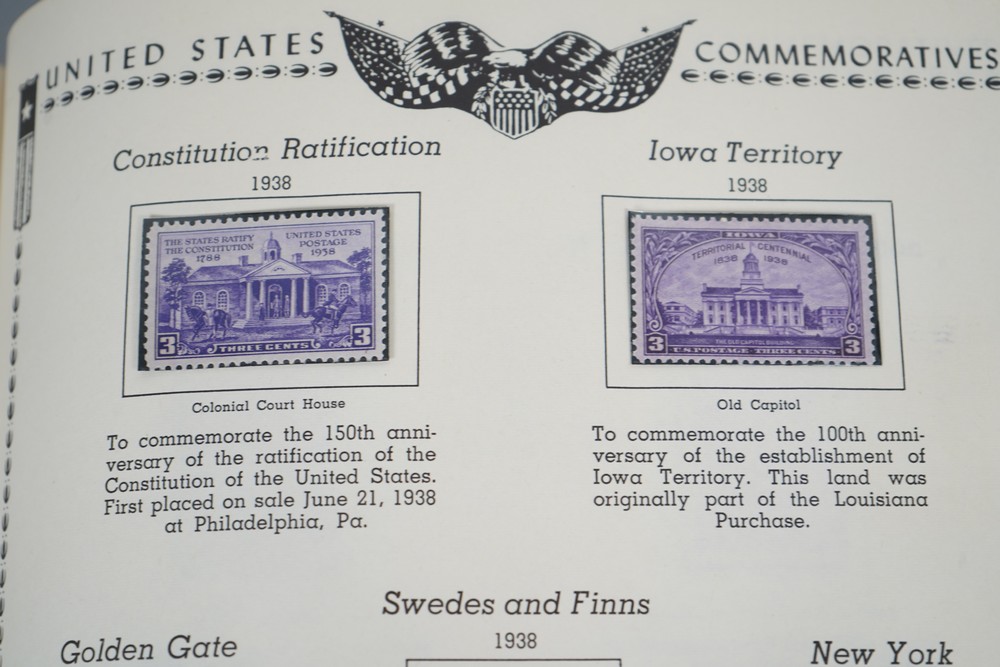 UNITED STATES
COMMEMORATIVES
Constitution Ratification
1938
THE STATES RATIFY
THE CONSTITUTION
1788
UNITED STATES
POSTAGE
1938
3 THREE CENTS 3
Colonial Court House
To commemorate the 150th anni-
versary of the ratification of the
Constitution of the United States.
First placed on sale June 21, 1938
at Philadelphia, Pa.
Iowa Territory
1938
IOWA
TERRITORIAL CENTENNIAL
1838 1938
THE OLD CAPITOL BUILDING
3 U.S. POSTAGE · THREE CENTS 3
Old Capitol
To commemorate the 100th anni-
versary of the establishment of
Iowa Territory. This land was
originally part of the Louisiana
Purchase.
Swedes and Finns
1938
Golden Gate
New York